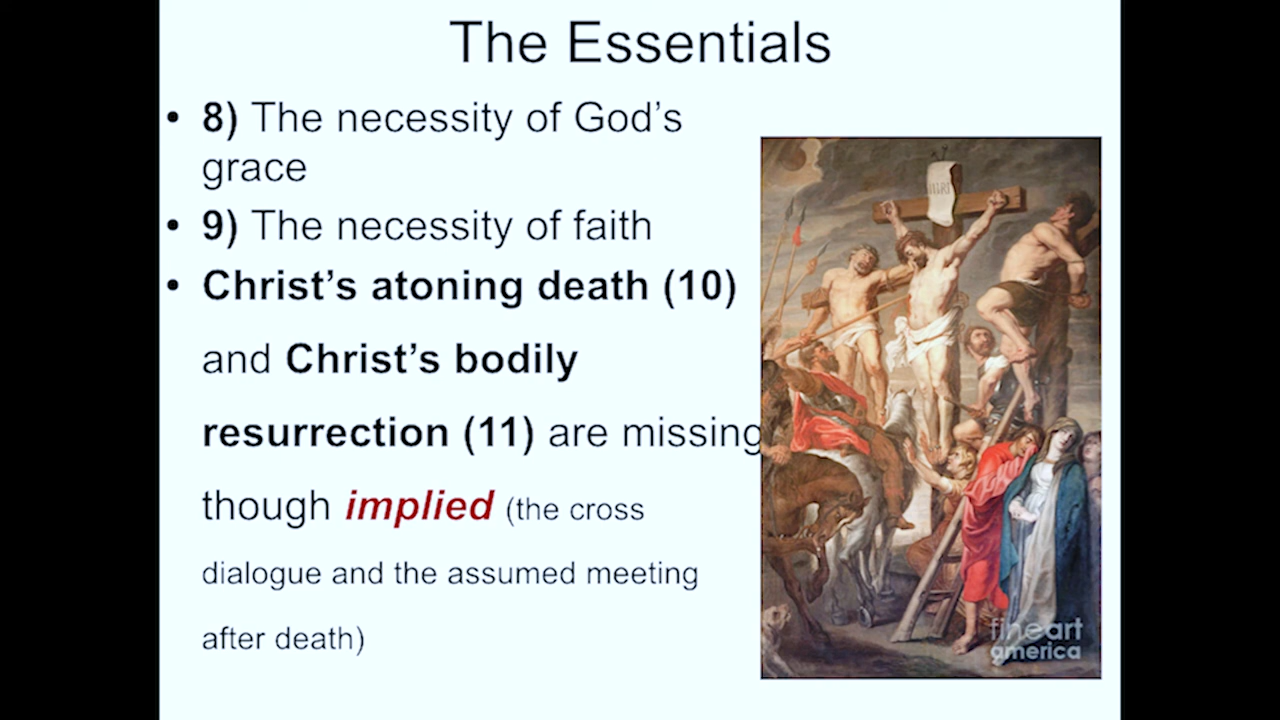 The Essentials
• 8) The necessity of God's
grace
• 9) The necessity of faith
• Christ's atoning death (10)
and Christ's bodily
resurrection (11) are missing
though implied (the cross
dialogue and the assumed meeting
after death)
fineart
america